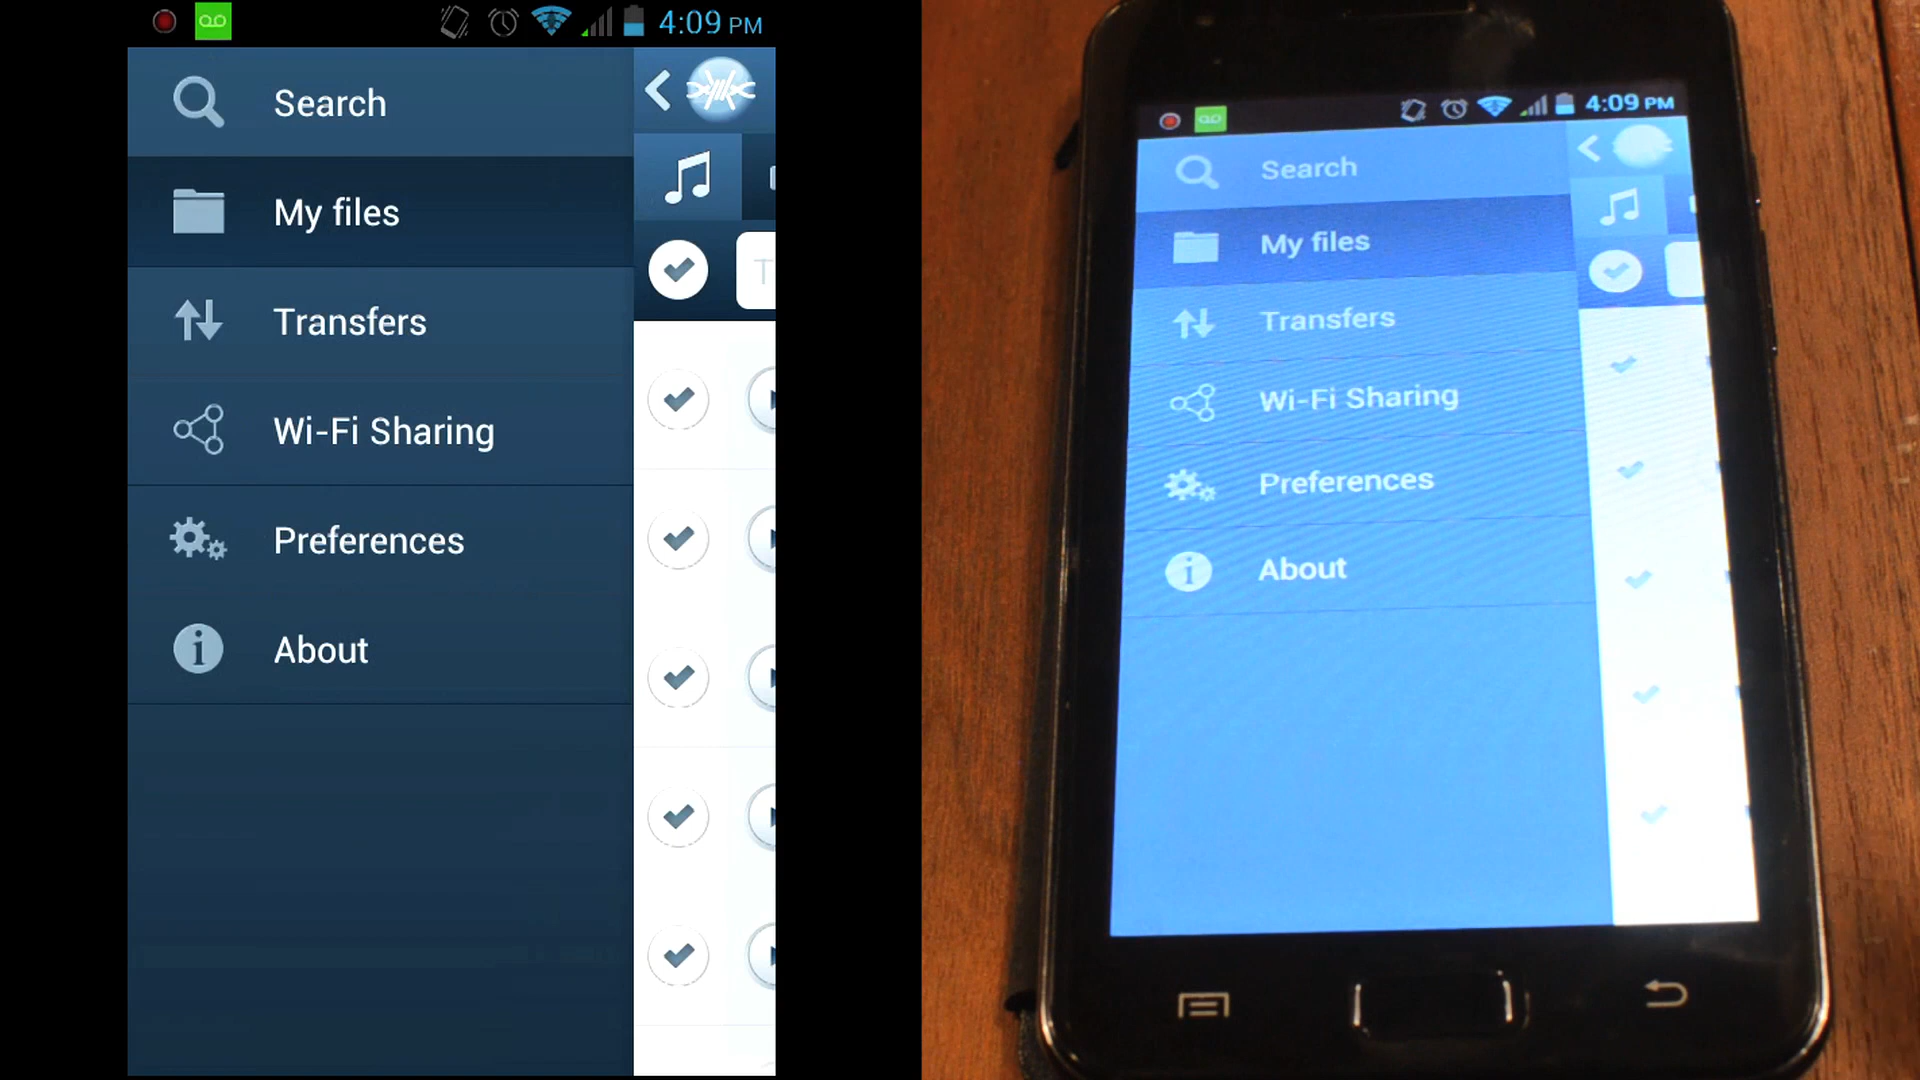 4:09 PM
Search
My files
Transfers
Wi-Fi Sharing
Preferences
About
T
4:09 PM
Search
My files
Transfers
Wi-Fi Sharing
Preferences
About